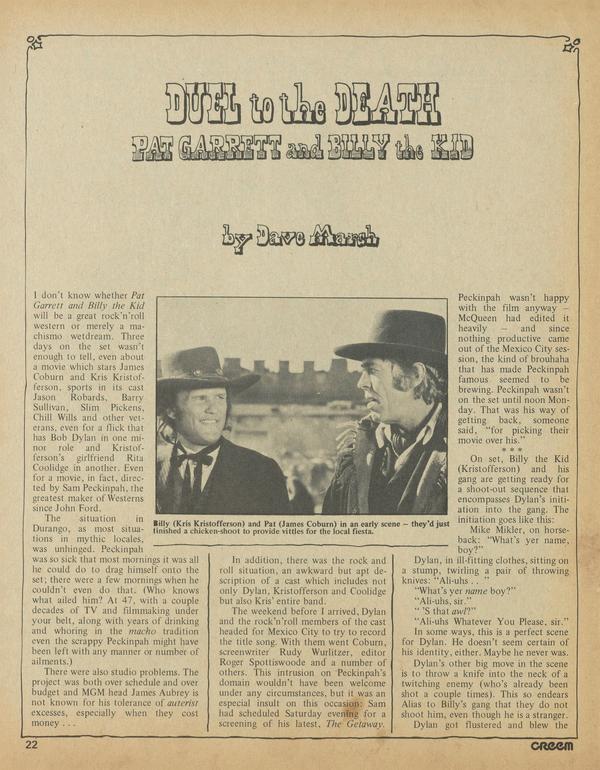 DUEL to the DEATH
PAT GARRETT and BILLY the KID
by Dave Marsh
I don't know whether Pat
Garrett and Billy the Kid
will be a great rock'n'roll
western or merely a ma-
chismo wetdream. Three
days on the set wasn't
enough to tell, even about
a movie which stars James
Coburn and Kris Kristof-
ferson, sports in its cast
Jason Robards, Barry
Sullivan, Slim Pickens,
Chill Wills and other vet-
erans, even for a flick that
has Bob Dylan in one mi-
nor role and Kristof-
ferson's girlfriend Rita
Coolidge in another. Even
for a movie, in fact, direc-
ted by Sam Peckinpah, the
greatest maker of Westerns
since John Ford.
The situation in
Durango, as most situa-
tions in mythic locales,
was unhinged. Peckinpah
was so sick that most mornings it was all
he could do to drag himself onto the
set; there were a few mornings when he
couldn't even do that. (Who knows
what ailed him? At 47, with a couple
decades of TV and filmmaking under
your belt, along with years of drinking
and whoring in the macho tradition
even the scrappy Peckinpah might have
been left with any manner or number of
ailments.)
There were also studio problems. The
project was both over schedule and over
budget and MGM head James Aubrey is
not known for his tolerance of auterist
excesses, especially when they cost
money . . .
Billy (Kris Kristofferson) and Pat (James Coburn) in an early scene — they'd just
finished a chicken-shoot to provide vittles for the local fiesta.
In addition, there was the rock and
roll situation, an awkward but apt de-
scription of a cast which includes not
only Dylan, Kristofferson and Coolidge
but also Kris' entire band.
The weekend before I arrived, Dylan
and the rock'n'roll members of the cast
headed for Mexico City to try to record
the title song. With them went Coburn,
screenwriter Rudy Wurlitzer, editor
Roger Spottiswoode and a number of
others. This intrusion on Peckinpah's
domain wouldn't have been welcome
under any circumstances, but it was an
especial insult on this occasion: Sam
had scheduled Saturday evening for a
screening of his latest, The Getaway.
Peckinpah wasn't happy
with the film anyway —
McQueen had edited it
heavily — and since
nothing productive came
out of the Mexico City ses-
sion, the kind of brouhaha
that has made Peckinpah
famous seemed to be
brewing. Peckinpah wasn't
on the set until noon Mon-
day. That was his way of
getting back, someone
said, "for picking their
movie over his."
* * *
On set, Billy the Kid
(Kristofferson) and his
gang are getting ready for
a shoot-out sequence that
encompasses Dylan's initi-
ation into the gang. The
initiation goes like this:
Mike Mikler, on horse-
back: "What's yer name,
boy?"
Dylan, in ill-fitting clothes, sitting on
a stump, twirling a pair of throwing
knives: "Ali-uhs . . "
"What's yer name boy?"
"Ali-uhs, sir."
" 'S that awl?"
"Ali-uhs Whatever You Please, sir."
In some ways, this is a perfect scene
for Dylan. He doesn't seem certain of
his identity, either. Maybe he never was.
Dylan's other big move in the scene
is to throw a knife into the neck of a
twitching enemy (who's already been
shot a couple times). This so endears
Alias to Billy's gang that they do not
shoot him, even though he is a stranger.
Dylan got flustered and blew the
22
CREEM